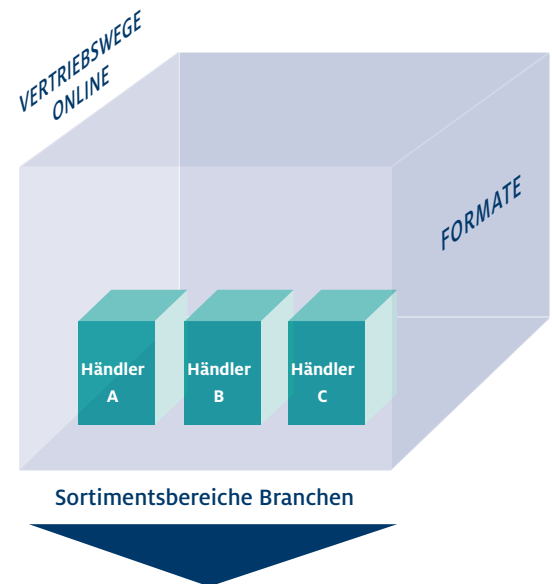 VERTRIEBSWEGE
ONLINE
FORMATE
Händler
A
Händler
B
Händler
C
Sortimentsbereiche Branchen